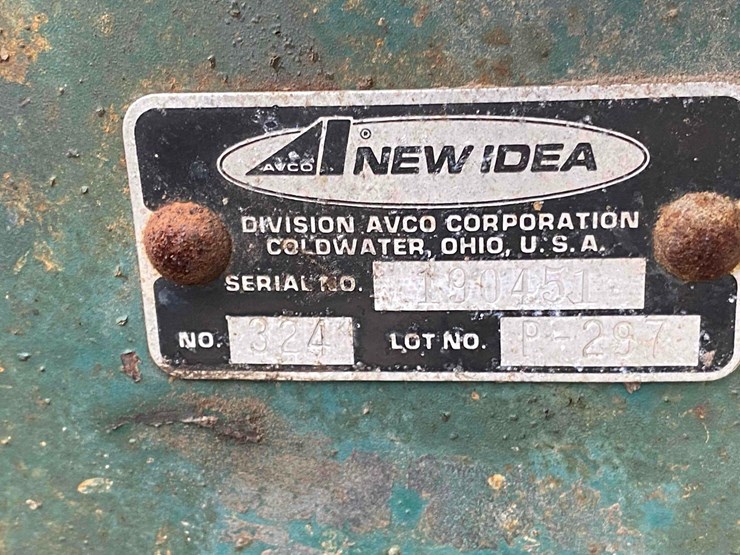 AVCO NEW IDEA ®
DIVISION AVCO CORPORATION
COLDWATER, OHIO, U.S.A.
SERIAL NO. 190451
NO. 324 LOT NO. P-297